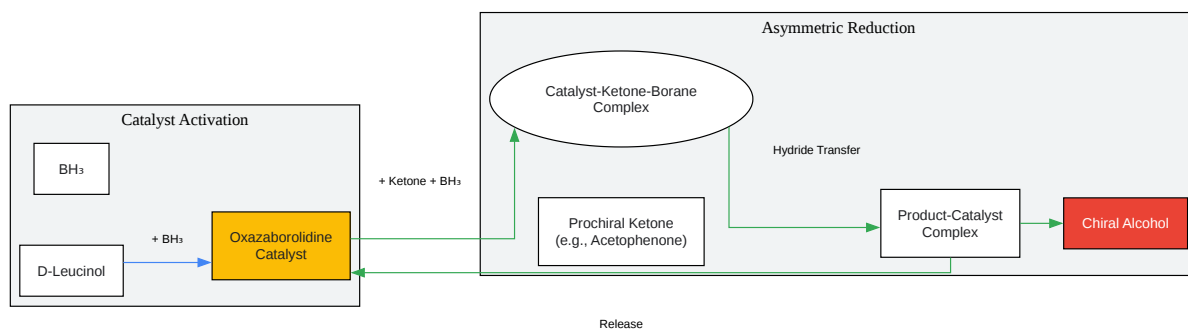 Asymmetric Reduction
Catalyst-Ketone-Borane
Complex
Catalyst Activation
Hydride Transfer
BH₃
+ Ketone + BH₃
Prochiral Ketone
(e.g., Acetophenone)
Product-Catalyst
Complex
Chiral Alcohol
+ BH₃
Oxazaborolidine
Catalyst
D-Leucinol
Release